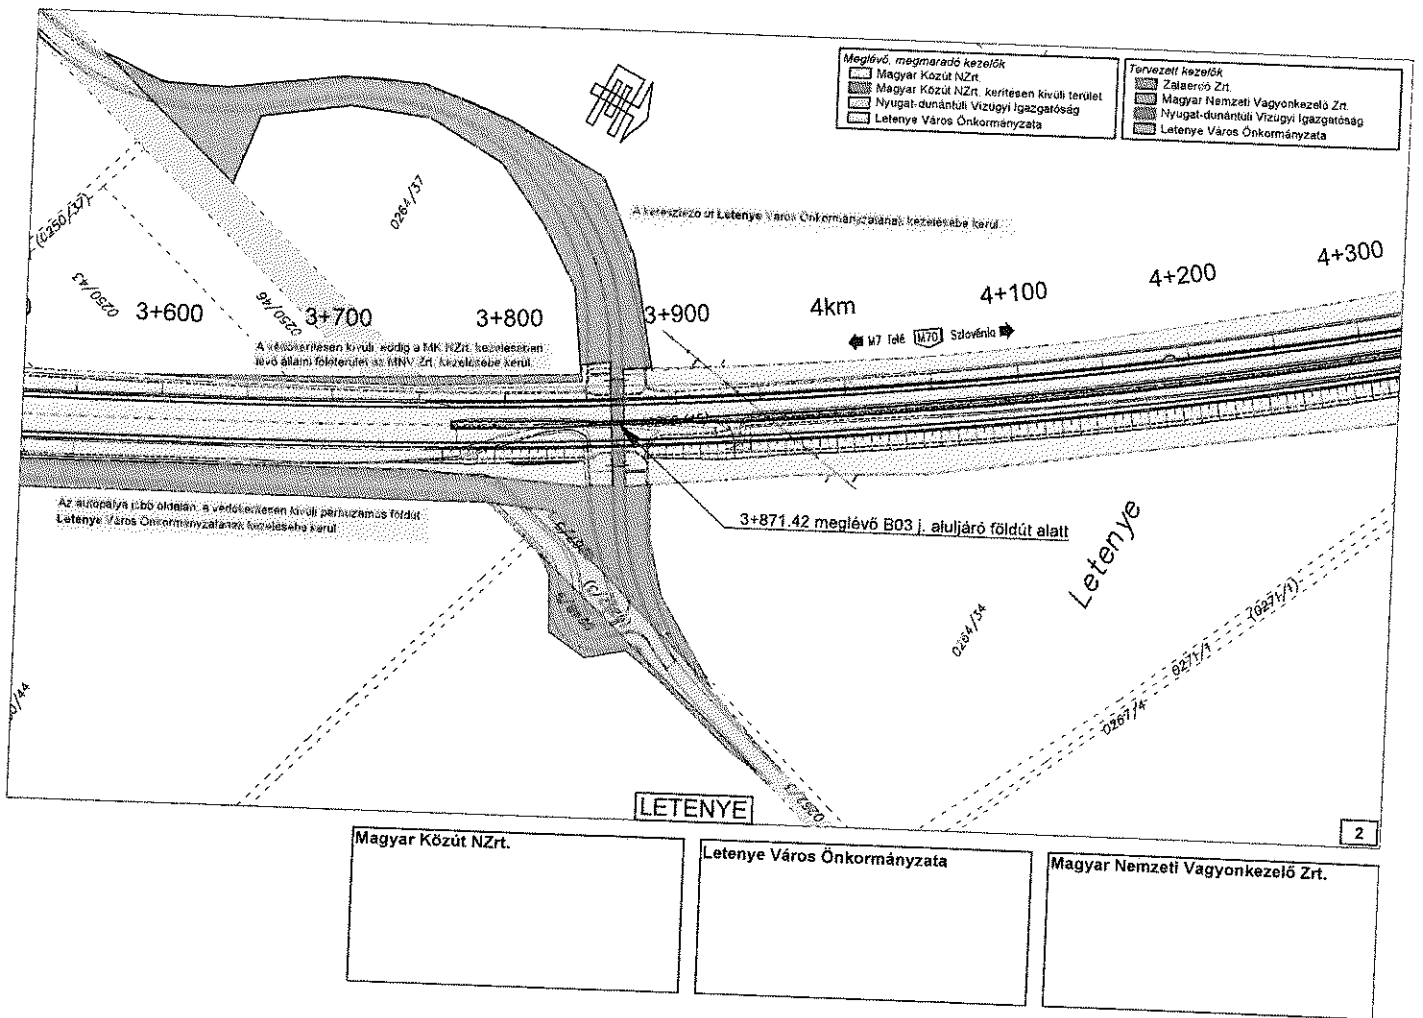 Meglévő, megmaradó kezelők
Magyar Közút NZrt.
Magyar Közút NZrt. kerítésen kívüli terület
Nyugat-dunántúli Vízügyi Igazgatóság
Letenye Város Önkormányzata
Tervezett kezelők
Zalaerdő Zrt.
Magyar Nemzeti Vagyonkezelő Zrt.
Nyugat-dunántúli Vízügyi Igazgatóság
Letenye Város Önkormányzata
0264/37
(0250/37)
0250/43
0250/46
A keresztező út Letenye Város Önkormányzatának kezelésébe kerül.
3+600
3+700
3+800
3+900
4km
4+100
4+200
4+300
M7 felé M70 Szlovénia
A védőkerítésen kívüli, eddig a MK NZrt. kezelésében
lévő állami földterület az MNV Zrt. kezelésébe kerül.
Az autópálya jobb oldalán, a védőkerítésen kívüli párhuzamos földút
Letenye Város Önkormányzatának kezelésébe kerül.
3+871.42 meglévő B03 j. aluljáró földút alatt
Letenye
0264/34
(0271/1)
0271/1
0267/4
LETENYE
2
Magyar Közút NZrt.
Letenye Város Önkormányzata
Magyar Nemzeti Vagyonkezelő Zrt.